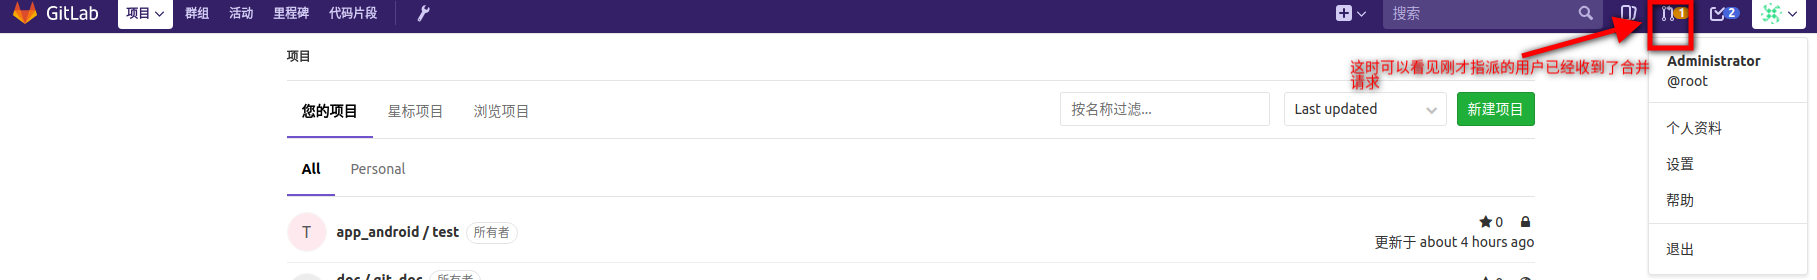 GitLab 项目 群组 活动 里程碑 代码片段 搜索 1 2
项目
这时可以看见刚才指派的用户已经收到了合并
请求
Administrator
@root
您的项目 星标项目 浏览项目 按名称过滤... Last updated 新建项目
个人资料
设置
All Personal
帮助
T app_android / test 所有者 0
更新于 about 4 hours ago
退出
doc / git_doc 所有者